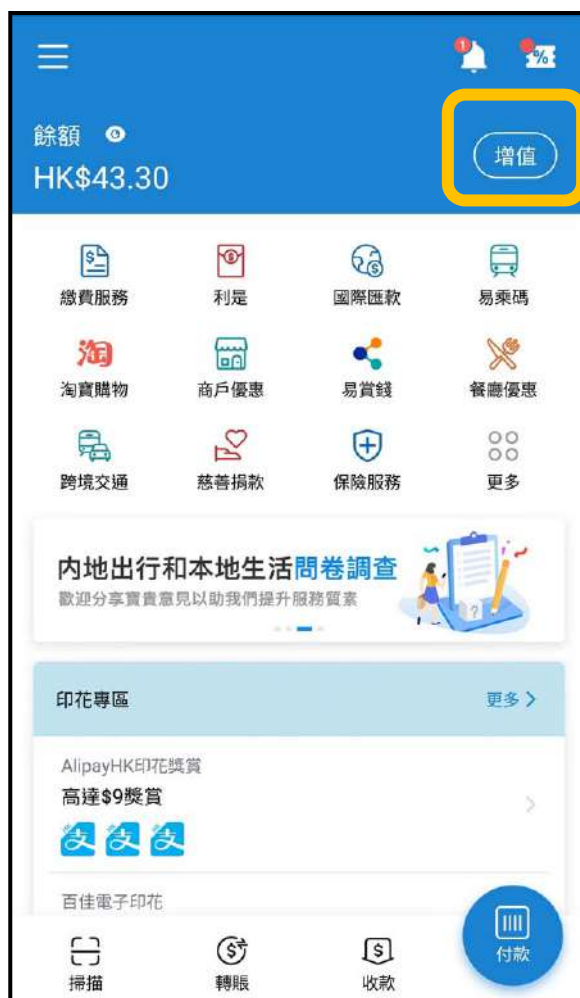 1
%
餘額
HK$43.30
增值
繳費服務 利是 國際匯款 易乘碼
淘寶購物 商戶優惠 易賞錢 餐廳優惠
跨境交通 慈善捐款 保險服務 更多
内地出行和本地生活問卷調查
歡迎分享寶貴意見以助我們提升服務質素
印花專區 更多
AlipayHK印花獎賞
高達$9獎賞
支 支 支
百佳電子印花
掃描 轉賬 收款 付款